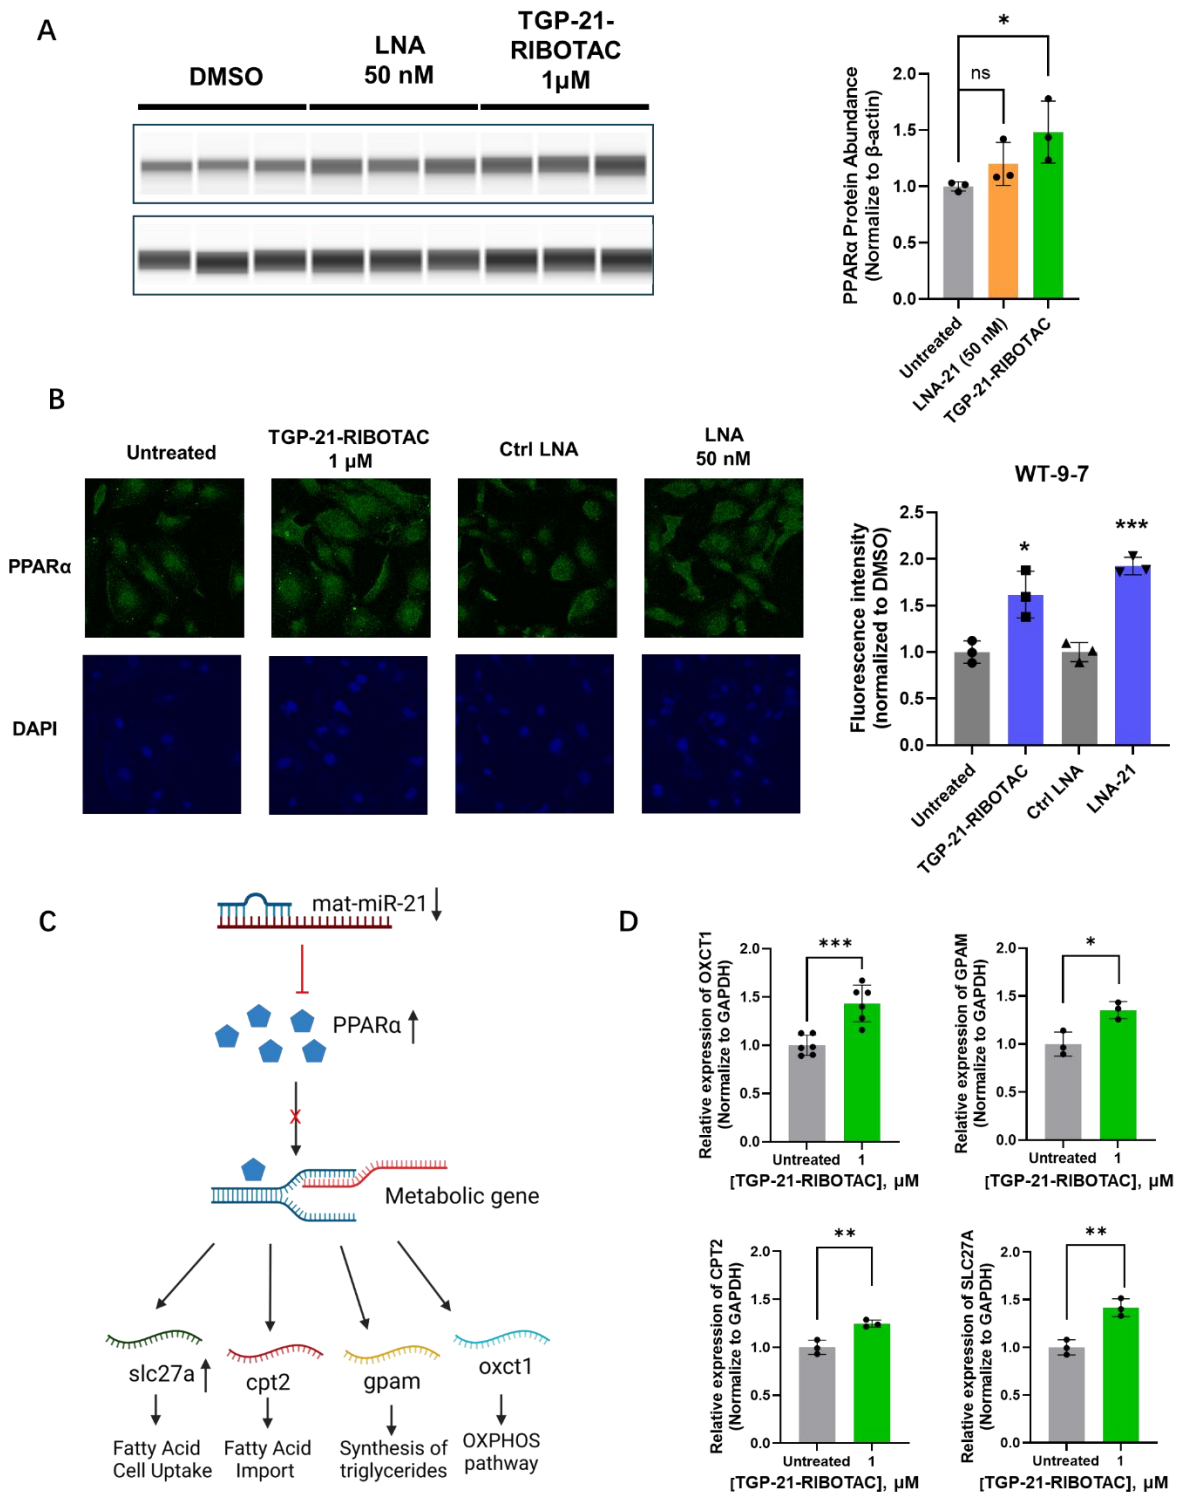 A
DMSO
LNA
50 nM
TGP-21-
RIBOTAC
1µM
PPARα Protein Abundance
(Normalize to β-actin)
2.0
1.5
1.0
0.5
0.0
ns
*
Untreated
LNA-21 (50 nM)
TGP-21-RIBOTAC
B
Untreated
TGP-21-RIBOTAC
1 µM
Ctrl LNA
LNA
50 nM
PPARα
DAPI
WT-9-7
Fluorescence intensity
(normalized to DMSO)
2.5
2.0
1.5
1.0
0.5
0.0
*
***
Untreated
TGP-21-RIBOTAC
Ctrl LNA
LNA-21
C
mat-miR-21
PPARα
X
Metabolic gene
slc27a
cpt2
gpam
oxct1
Fatty Acid
Cell Uptake
Fatty Acid
Import
Synthesis of
triglycerides
OXPHOS
pathway
D
Relative expression of OXCT1
(Normalize to GAPDH)
2.0
1.5
1.0
0.5
0.0
***
Untreated 1
[TGP-21-RIBOTAC], µM
Relative expression of GPAM
(Normalize to GAPDH)
2.0
1.5
1.0
0.5
0.0
*
Untreated 1
[TGP-21-RIBOTAC], µM
Relative expression of CPT2
(Normalize to GAPDH)
2.0
1.5
1.0
0.5
0.0
**
Untreated 1
[TGP-21-RIBOTAC], µM
Relative expression of SLC27A
(Normalize to GAPDH)
2.0
1.5
1.0
0.5
0.0
**
Untreated 1
[TGP-21-RIBOTAC], µM